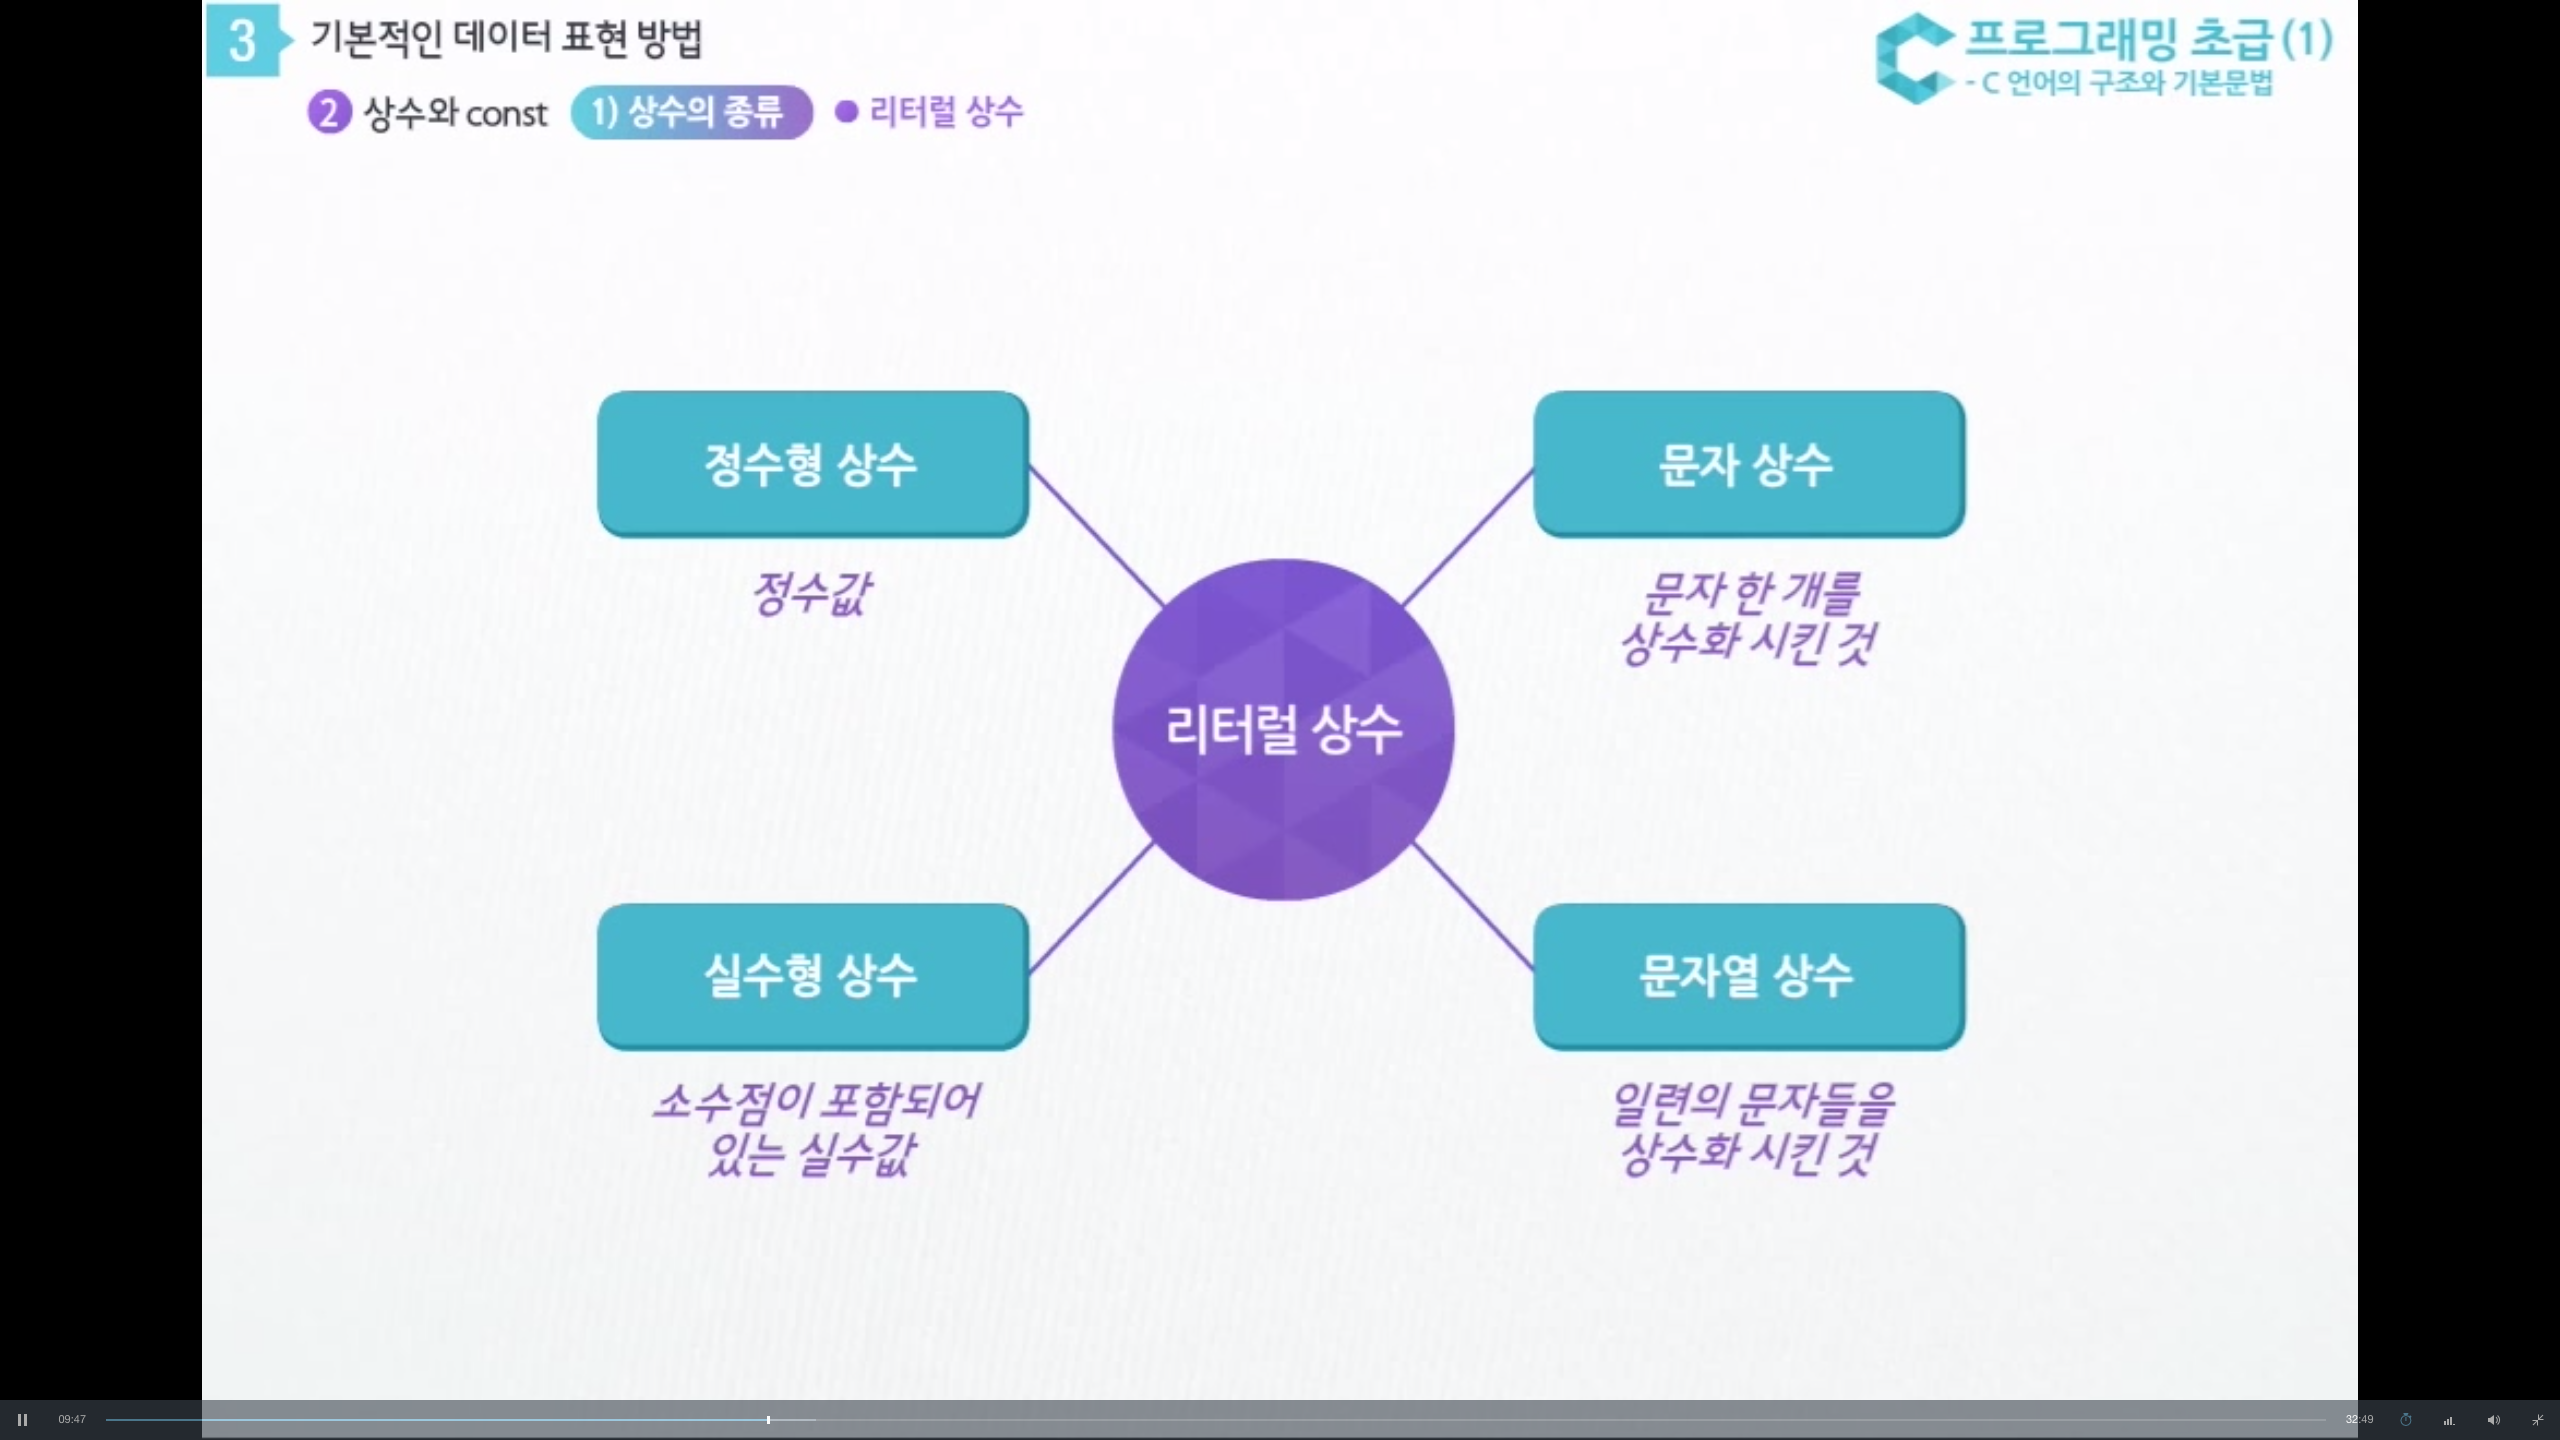 3 기본적인 데이터 표현 방법
프로그래밍 초급(1)
- C 언어의 구조와 기본문법
2 상수와 const 1) 상수의 종류 ● 리터럴 상수
정수형 상수
정수값
문자 상수
문자 한 개를
상수화 시킨 것
리터럴 상수
실수형 상수
소수점이 포함되어
있는 실수값
문자열 상수
일련의 문자들을
상수화 시킨 것
09:47
32:49